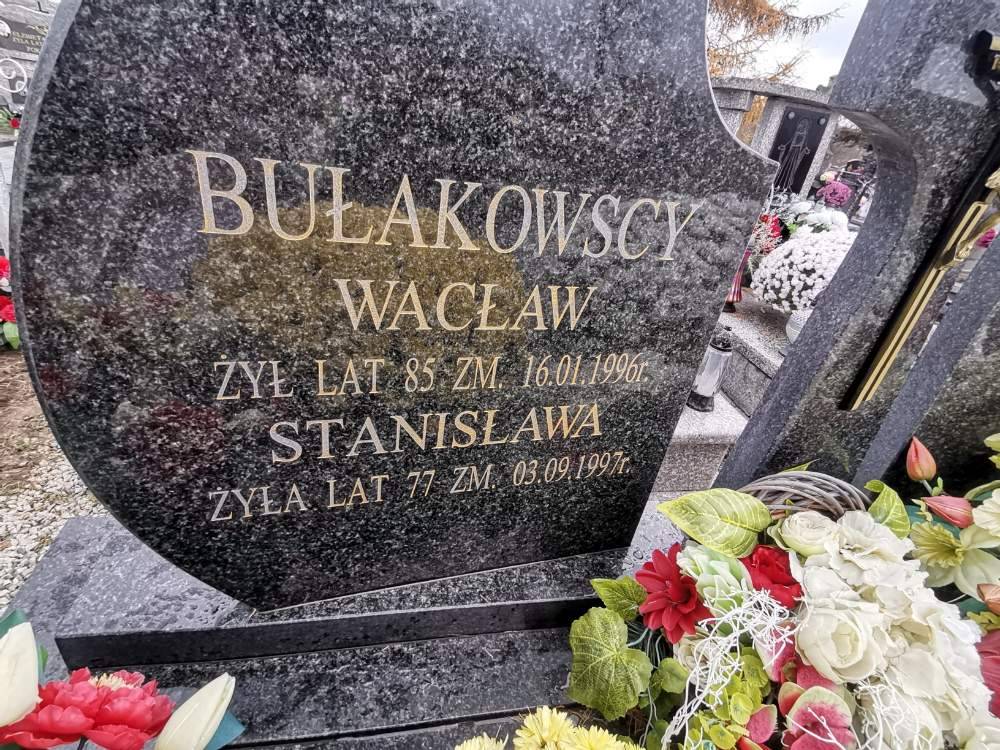 BUŁAKOWSCY
WACŁAW
ŻYŁ LAT 85 ZM. 16.01.1996r.
STANISŁAWA
ŻYŁA LAT 77 ZM. 03.09.1997r.